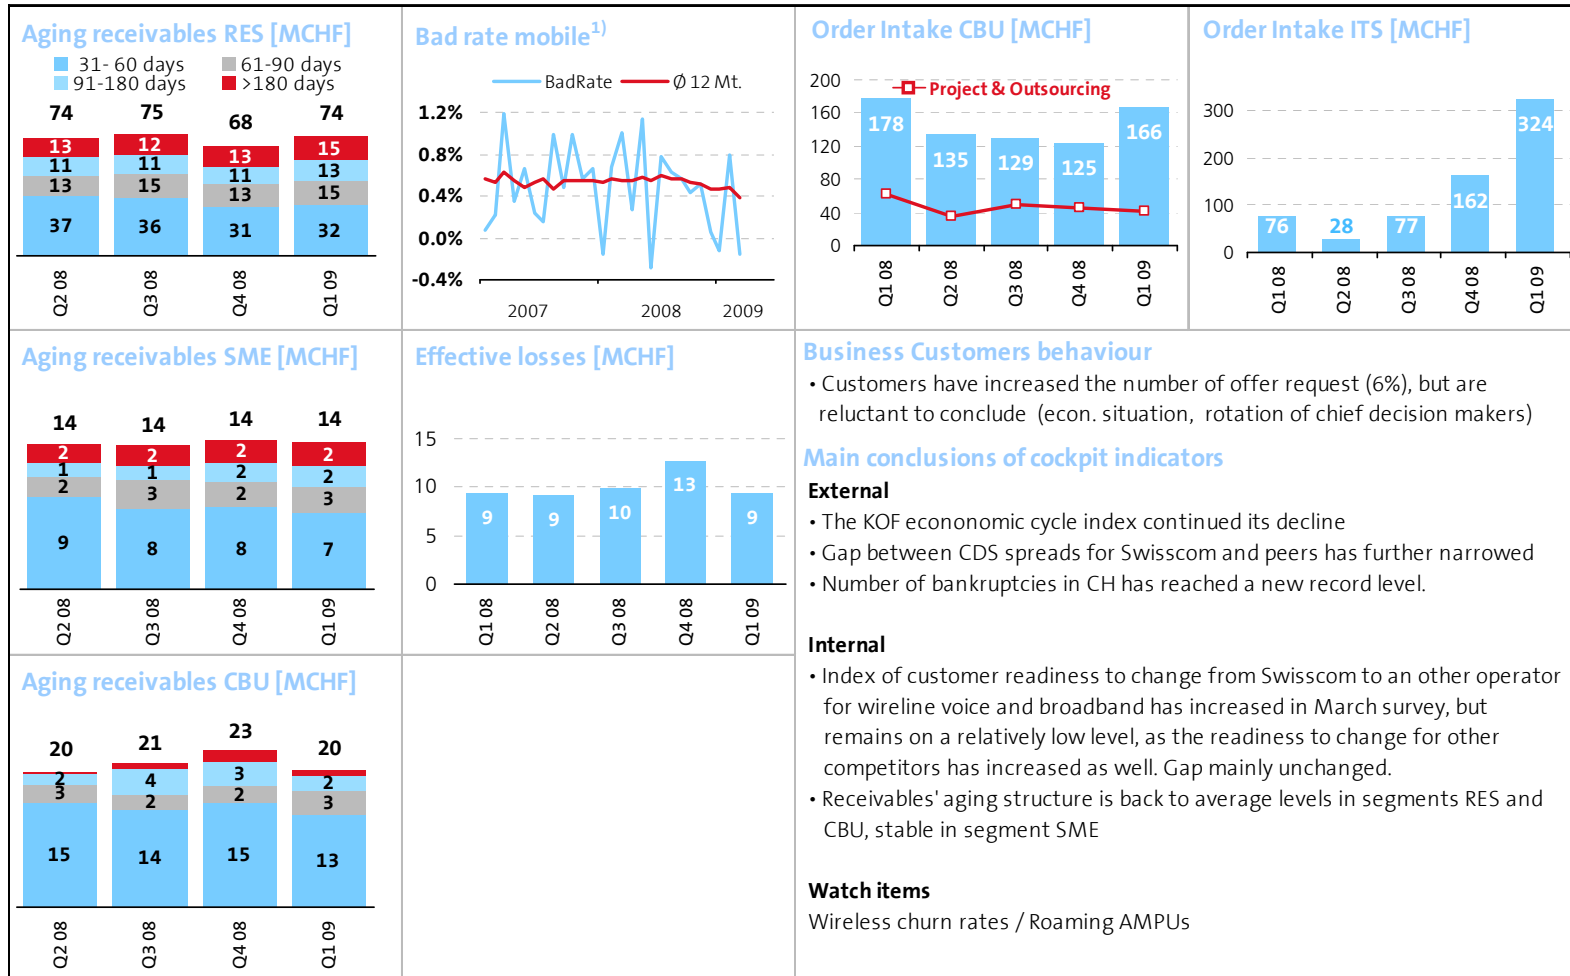 Aging receivables RES [MCHF]
31- 60 days
61-90 days
91-180 days
>180 days
74
75
68
74
13
12
13
15
11
11
11
13
13
15
13
15
37
36
31
32
Q2 08
Q3 08
Q4 08
Q1 09
Bad rate mobile1)
BadRate
Ø 12 Mt.
1.2%
0.8%
0.4%
0.0%
-0.4%
2007
2008
2009
Order Intake CBU [MCHF]
200
160
120
80
40
0
Project & Outsourcing
178
135
129
125
166
Q1 08
Q2 08
Q3 08
Q4 08
Q1 09
Order Intake ITS [MCHF]
300
200
100
0
76
28
77
162
324
Q1 08
Q2 08
Q3 08
Q4 08
Q1 09
Aging receivables SME [MCHF]
14
14
14
14
2
2
2
2
1
1
2
2
2
3
2
3
9
8
8
7
Q2 08
Q3 08
Q4 08
Q1 09
Effective losses [MCHF]
15
10
5
0
9
9
10
13
9
Q1 08
Q2 08
Q3 08
Q4 08
Q1 09
Aging receivables CBU [MCHF]
20
21
23
20
2
4
3
2
3
2
2
3
15
14
15
13
Q2 08
Q3 08
Q4 08
Q1 09
Business Customers behaviour
• Customers have increased the number of offer request (6%), but are
reluctant to conclude (econ. situation, rotation of chief decision makers)
Main conclusions of cockpit indicators
External
• The KOF econonomic cycle index continued its decline
• Gap between CDS spreads for Swisscom and peers has further narrowed
• Number of bankruptcies in CH has reached a new record level.
Internal
• Index of customer readiness to change from Swisscom to an other operator
for wireline voice and broadband has increased in March survey, but
remains on a relatively low level, as the readiness to change for other
competitors has increased as well. Gap mainly unchanged.
• Receivables' aging structure is back to average levels in segments RES and
CBU, stable in segment SME
Watch items
Wireless churn rates / Roaming AMPUs